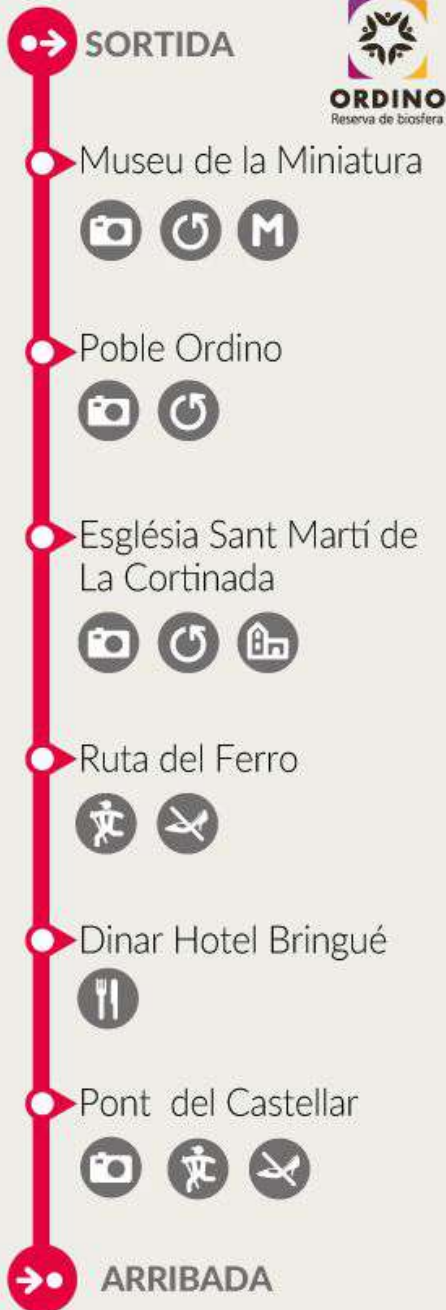 SORTIDA
ORDINO
Reserva de biosfera
Museu de la Miniatura
M
Poble Ordino
Església Sant Martí de
La Cortinada
Ruta del Ferro
Dinar Hotel Bringué
Pont  del Castellar
ARRIBADA